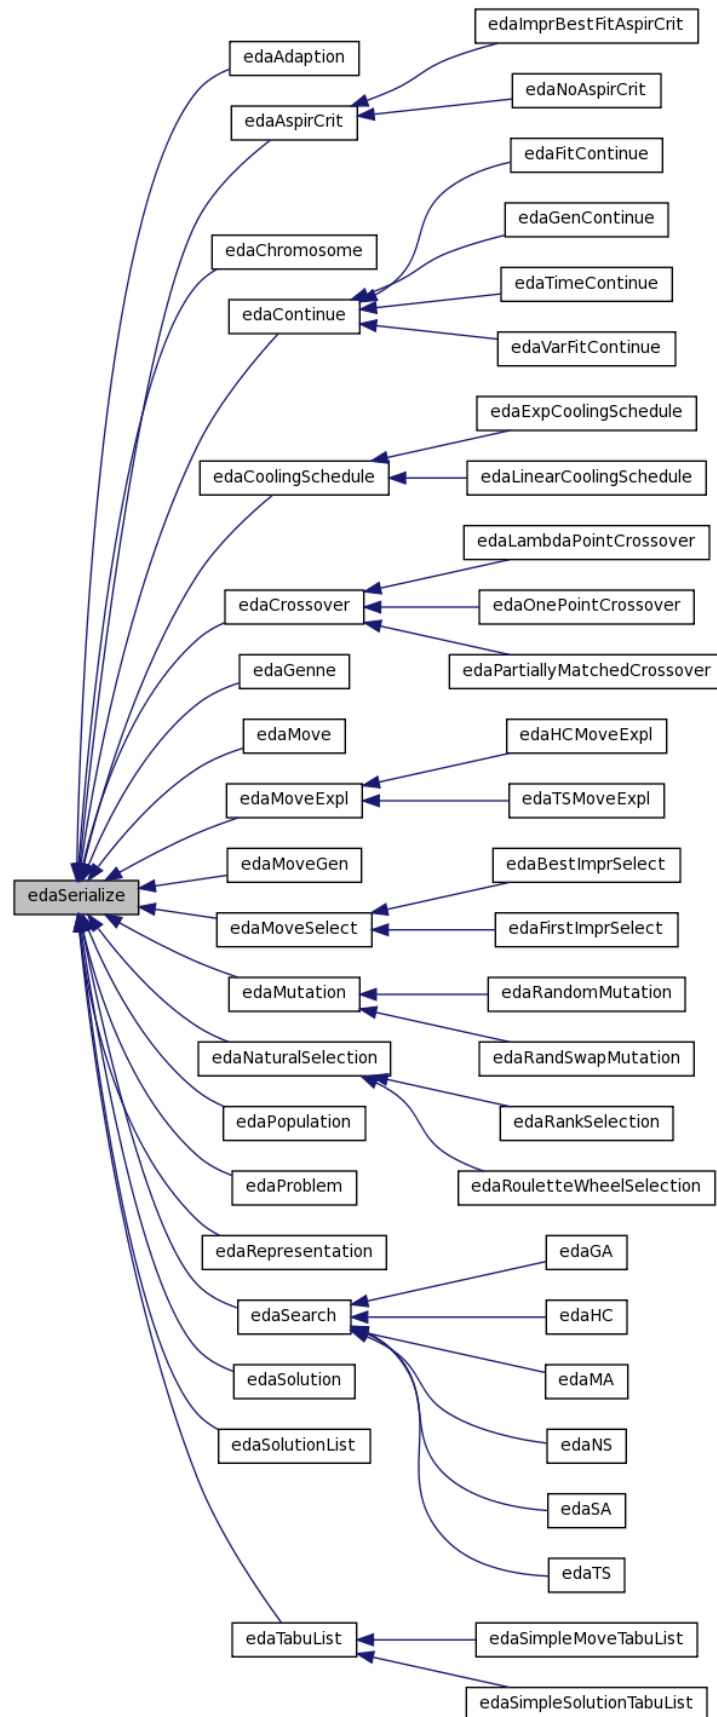 edaImprBestFitAspirCrit
edaAdaption
edaNoAspirCrit
edaAspirCrit
edaFitContinue
edaGenContinue
edaChromosome
edaTimeContinue
edaContinue
edaVarFitContinue
edaExpCoolingSchedule
edaCoolingSchedule
edaLinearCoolingSchedule
edaLambdaPointCrossover
edaCrossover
edaOnePointCrossover
edaGenne
edaPartiallyMatchedCrossover
edaMove
edaHCMoveExpl
edaMoveExpl
edaTSMoveExpl
edaMoveGen
edaBestImprSelect
edaSerialize
edaMoveSelect
edaFirstImprSelect
edaMutation
edaRandomMutation
edaNaturalSelection
edaRandSwapMutation
edaPopulation
edaRankSelection
edaProblem
edaRouletteWheelSelection
edaRepresentation
edaGA
edaSearch
edaHC
edaSolution
edaMA
edaSolutionList
edaNS
edaSA
edaTS
edaTabuList
edaSimpleMoveTabuList
edaSimpleSolutionTabuList